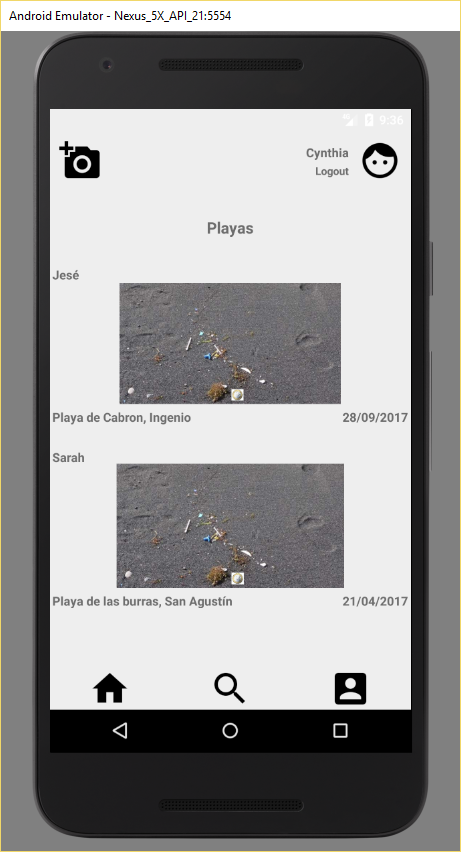 Android Emulator - Nexus_5X_API_21:5554
9:36
Cynthia
Logout
Playas
Jesé
Playa de Cabron, Ingenio 28/09/2017
Sarah
Playa de las burras, San Agustín 21/04/2017